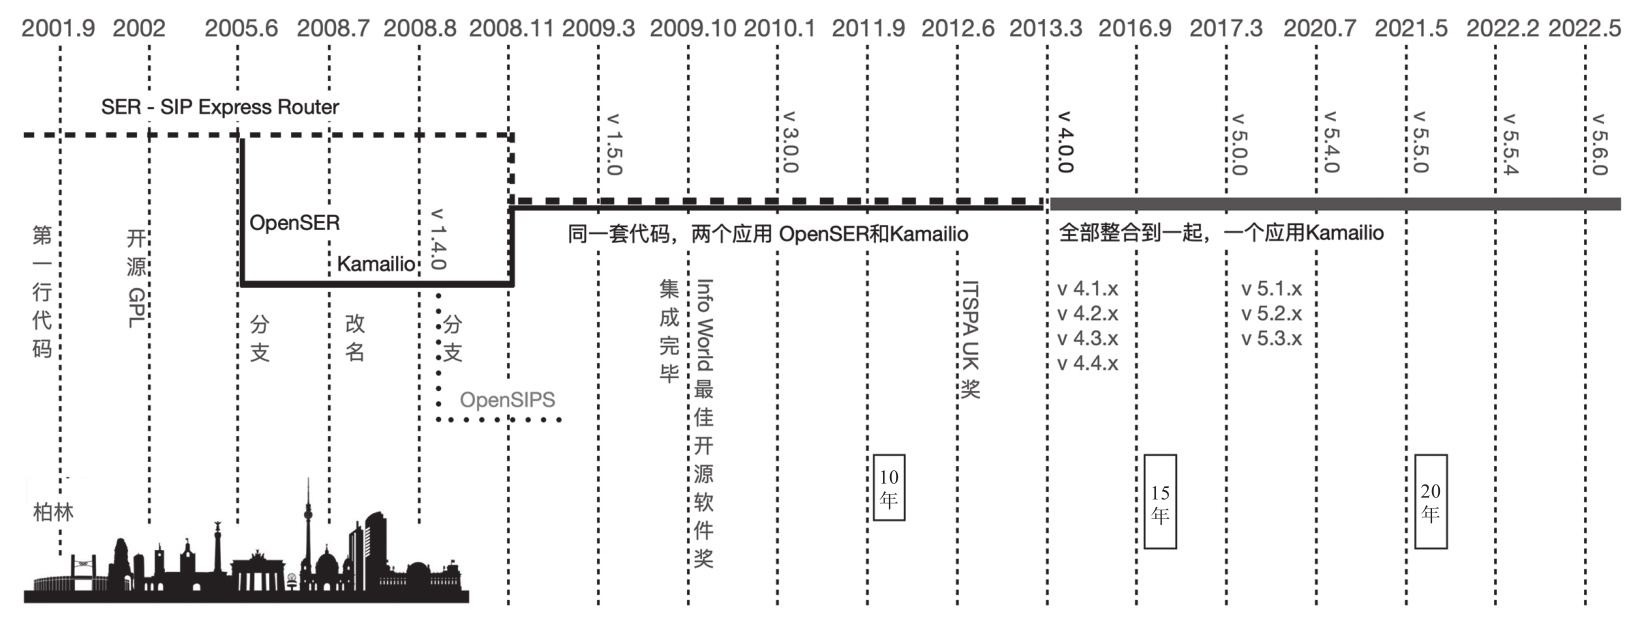 2001.9 2002 2005.6 2008.7 2008.8 2008.11 2009.3 2009.10 2010.1 2011.9 2012.6 2013.3 2016.9 2017.3 2020.7 2021.5 2022.2 2022.5
SER - SIP Express Router
v 1.5.0
v 3.0.0
v 4.0.0
v 5.0.0
v 5.4.0
v 5.5.0
v 5.5.4
v 5.6.0
第一行代码
开源 GPL
OpenSER
Kamailio
v 1.4.0
同一套代码，两个应用 OpenSER和Kamailio
全部整合到一起，一个应用Kamailio
分支
改名
分支
OpenSIPS
集成完毕
Info World 最佳开源软件奖
ITSPA UK 奖
v 4.1.x
v 4.2.x
v 4.3.x
v 4.4.x
v 5.1.x
v 5.2.x
v 5.3.x
10
年
15
年
20
年
柏林